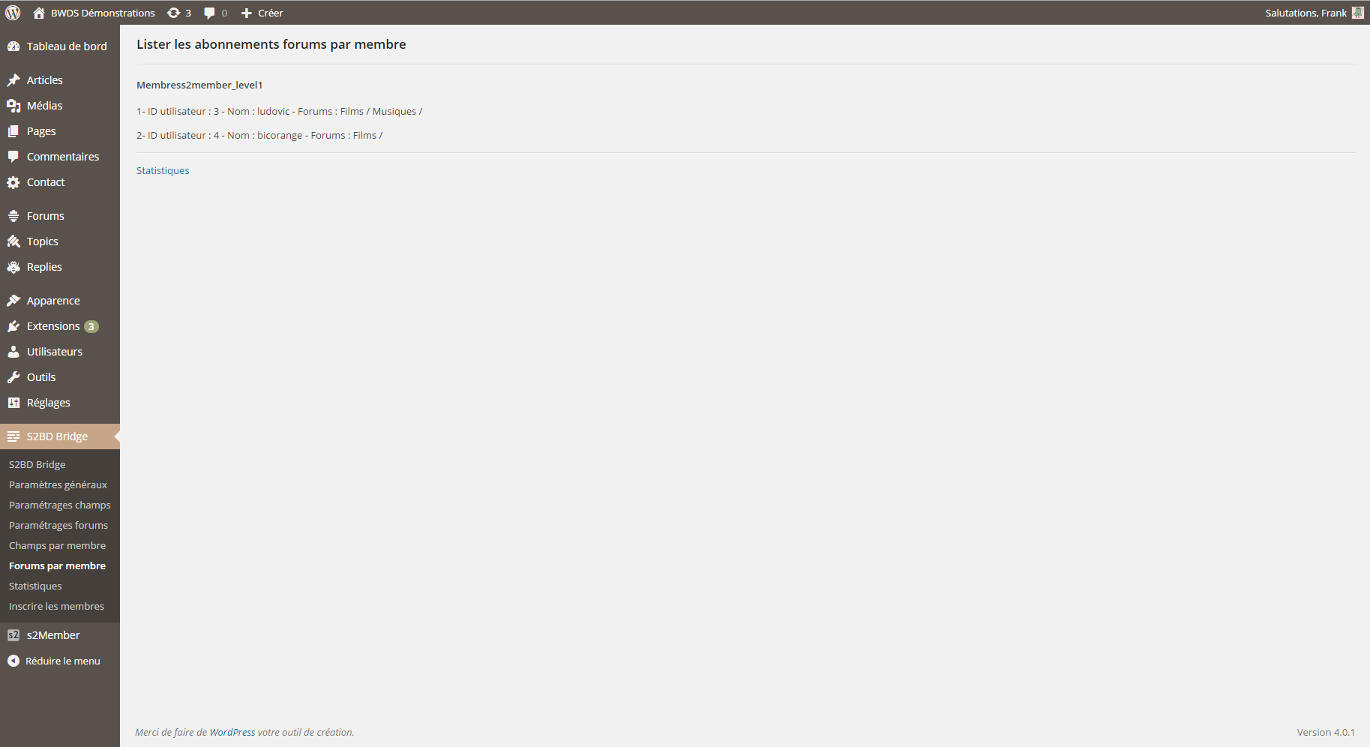 BWDS Démonstrations 3 0 Créer Salutations, Frank
Tableau de bord
Articles
Médias
Pages
Commentaires
Contact
Forums
Topics
Replies
Apparence
Extensions 3
Utilisateurs
Outils
Réglages
S2BD Bridge
S2BD Bridge
Paramètres généraux
Paramétrages champs
Paramétrages forums
Champs par membre
Forums par membre
Statistiques
Inscrire les membres
s2 s2Member
Réduire le menu
Lister les abonnements forums par membre
Membress2member_level1
1- ID utilisateur : 3 - Nom : ludovic - Forums : Films / Musiques /
2- ID utilisateur : 4 - Nom : bicorange - Forums : Films /
Statistiques
Merci de faire de WordPress votre outil de création. Version 4.0.1